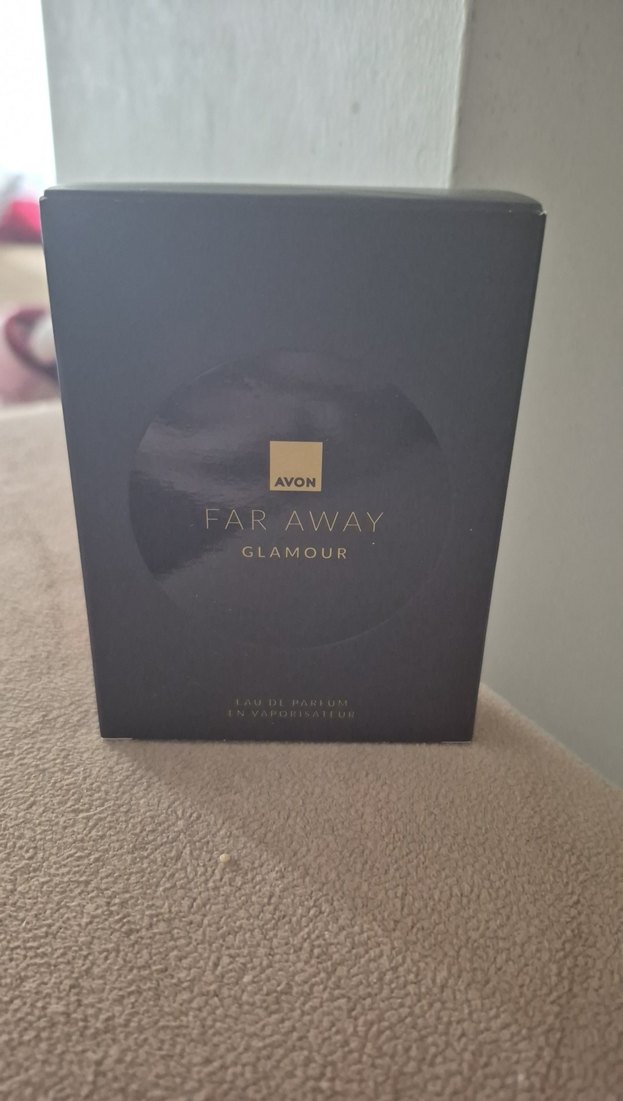 AVON
FAR AWAY
GLAMOUR
EAU DE PARFUM
EN VAPORISATEUR